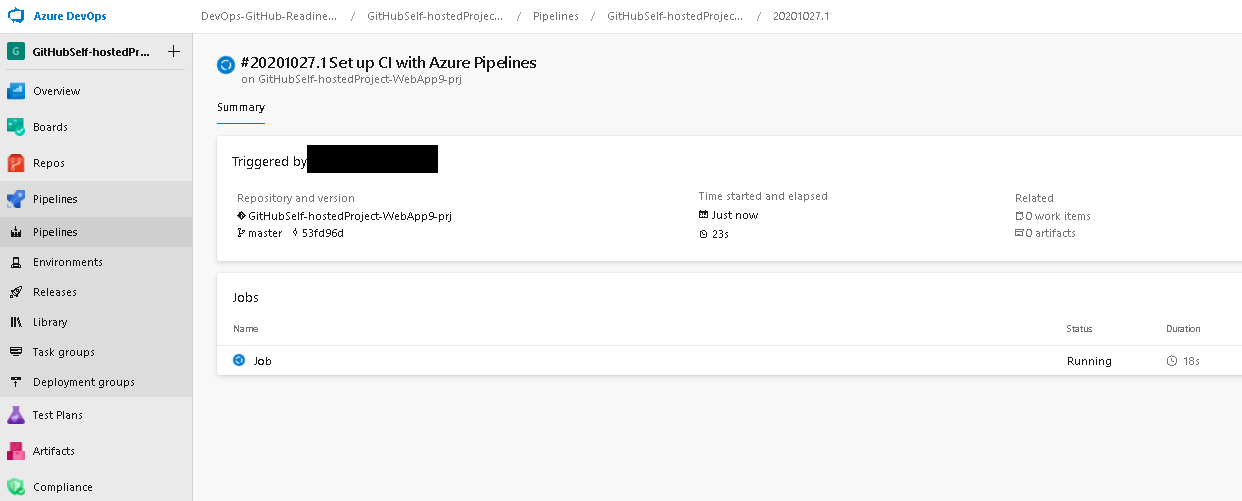 Azure DevOps
DevOps-GitHub-Readine... / GitHubSelf-hostedProjec... / Pipelines / GitHubSelf-hostedProjec... / 20201027.1
G GitHubSelf-hostedPr... +
Overview
Boards
Repos
Pipelines
Pipelines
Environments
Releases
Library
Task groups
Deployment groups
Test Plans
Artifacts
Compliance
#20201027.1 Set up CI with Azure Pipelines
on GitHubSelf-hostedProject-WebApp9-prj
Summary
Triggered by
Repository and version
GitHubSelf-hostedProject-WebApp9-prj
master 53fd96d
Time started and elapsed
Just now
23s
Related
0 work items
0 artifacts
Jobs
Name Status Duration
Job Running 18s